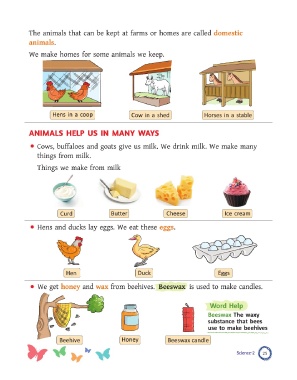 The animals that can be kept at farms or homes are called domestic
animals.
We make homes for some animals we keep.
Hens in a coop
Cow in a shed
Horses in a stable
ANIMALS HELP US IN MANY WAYS
• Cows, buffaloes and goats give us milk. We drink milk. We make many
things from milk.
Things we make from milk
Curd
Butter
Cheese
Ice cream
• Hens and ducks lay eggs. We eat these eggs.
Hen
Duck
Eggs
• We get honey and wax from beehives. Beeswax is used to make candles.
Word Help
Beeswax The waxy
substance that bees
use to make beehives
Beehive
Honey
Beeswax candle
Science-2